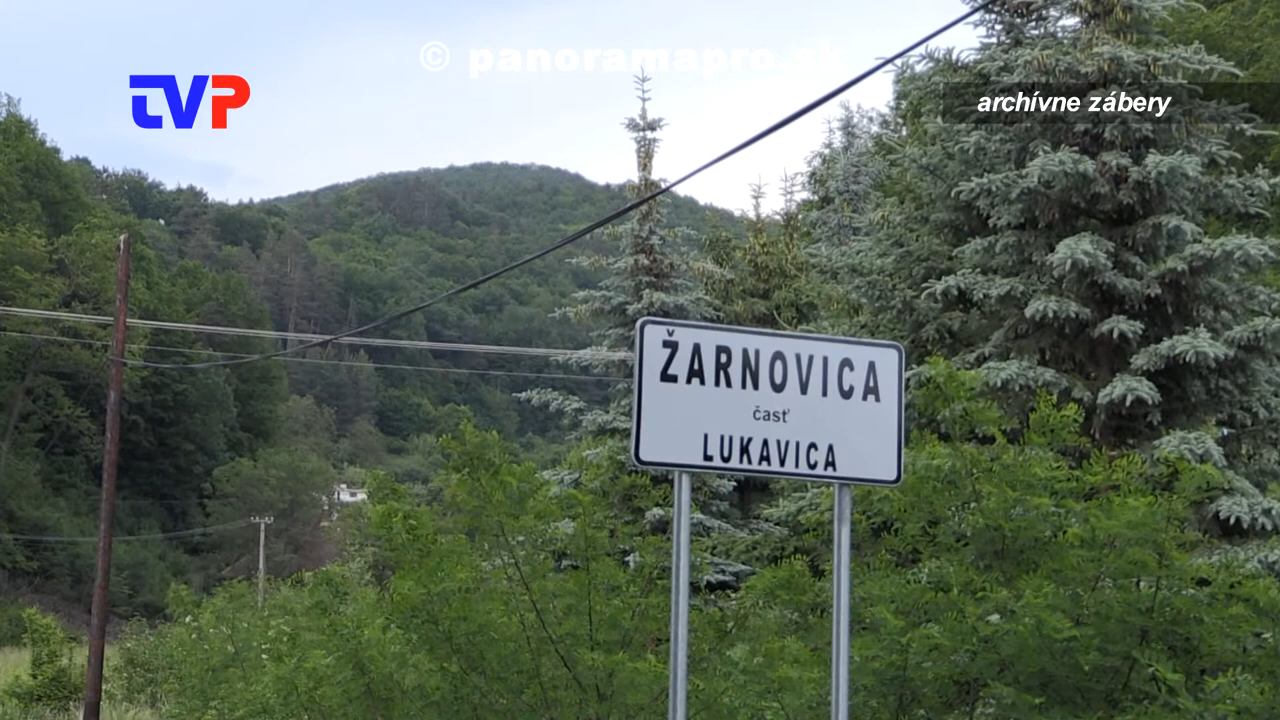 © panoramapro.sk
TVP
archívne zábery
ŽARNOVICA
časť
LUKAVICA